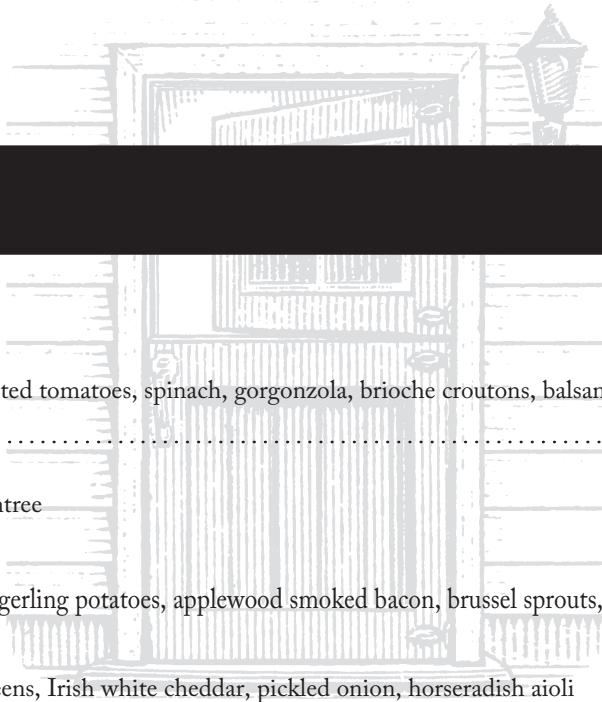 ted tomatoes, spinach, gorgonzola, brioche croutons, balsan
................................................
ntree
gerling potatoes, applewood smoked bacon, brussel sprouts,
eens, Irish white cheddar, pickled onion, horseradish aioli